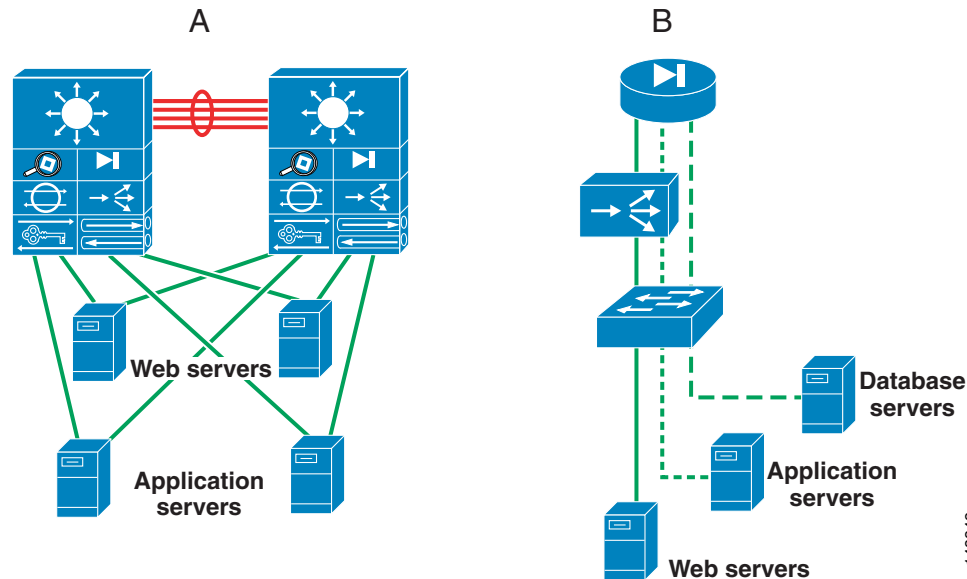 A
B
Web servers
Application
servers
Database
servers
Application
servers
Web servers